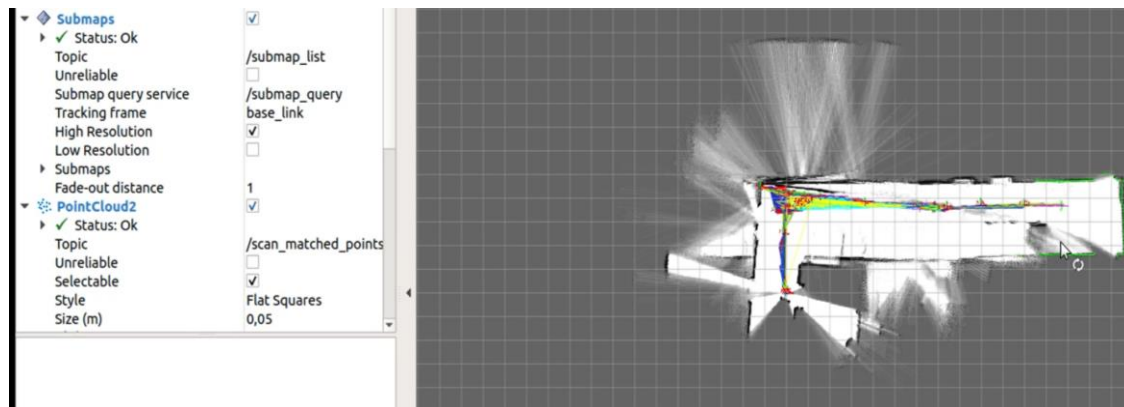 Submaps
Status: Ok
Topic /submap_list
Unreliable
Submap query service /submap_query
Tracking frame base_link
High Resolution
Low Resolution
Submaps
Fade-out distance 1
PointCloud2
Status: Ok
Topic /scan_matched_points
Unreliable
Selectable
Style Flat Squares
Size (m) 0,05